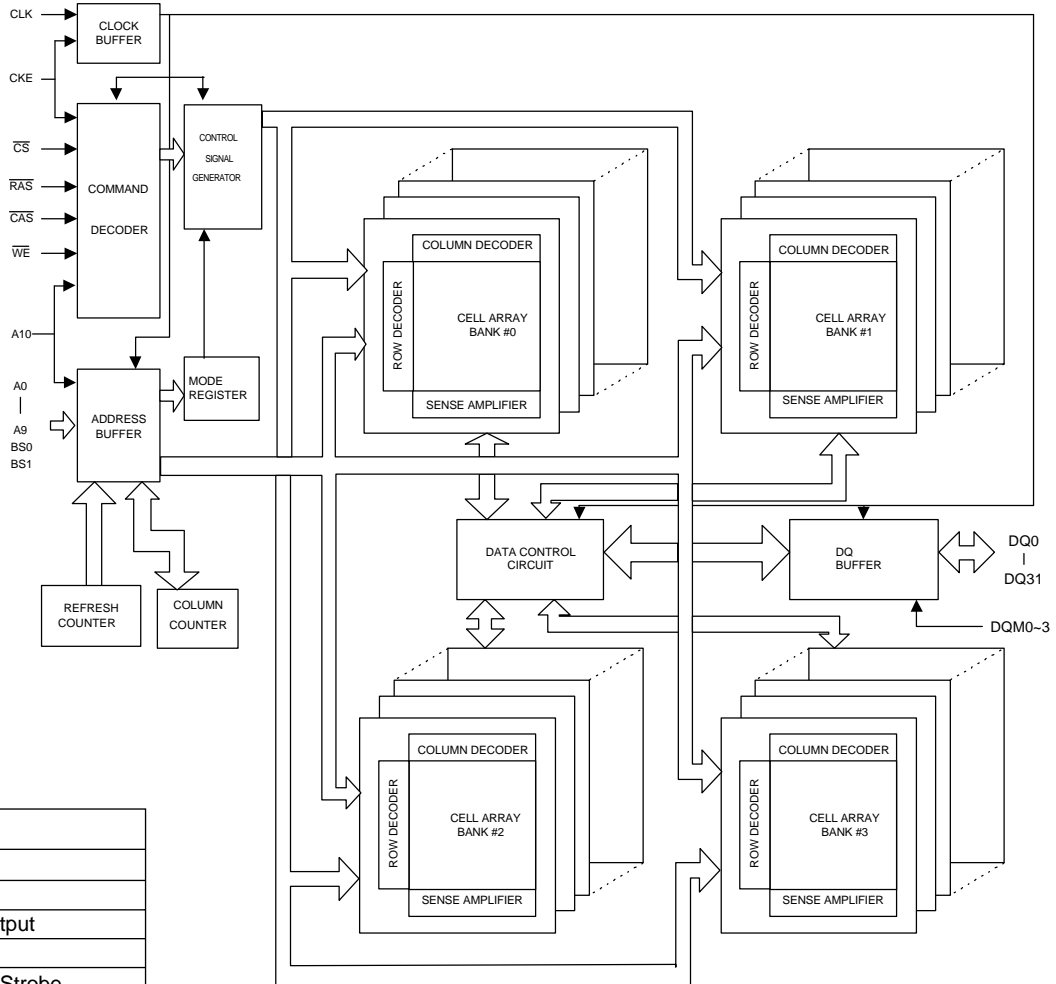 CLK
CLOCK
BUFFER
CKE
COMMAND
DECODER
CS
RAS
CAS
WE
A10
CONTROL
SIGNAL
GENERATOR
MODE
REGISTER
A0
A9
BS0
BS1
ADDRESS
BUFFER
REFRESH
COUNTER
COLUMN
COUNTER
COLUMN DECODER
ROW DECODER
CELL ARRAY
BANK #0
SENSE AMPLIFIER
COLUMN DECODER
ROW DECODER
CELL ARRAY
BANK #1
SENSE AMPLIFIER
DATA CONTROL
CIRCUIT
DQ
BUFFER
DQ0
DQ31
DQM0~3
COLUMN DECODER
ROW DECODER
CELL ARRAY
BANK #2
SENSE AMPLIFIER
COLUMN DECODER
ROW DECODER
CELL ARRAY
BANK #3
SENSE AMPLIFIER
tput